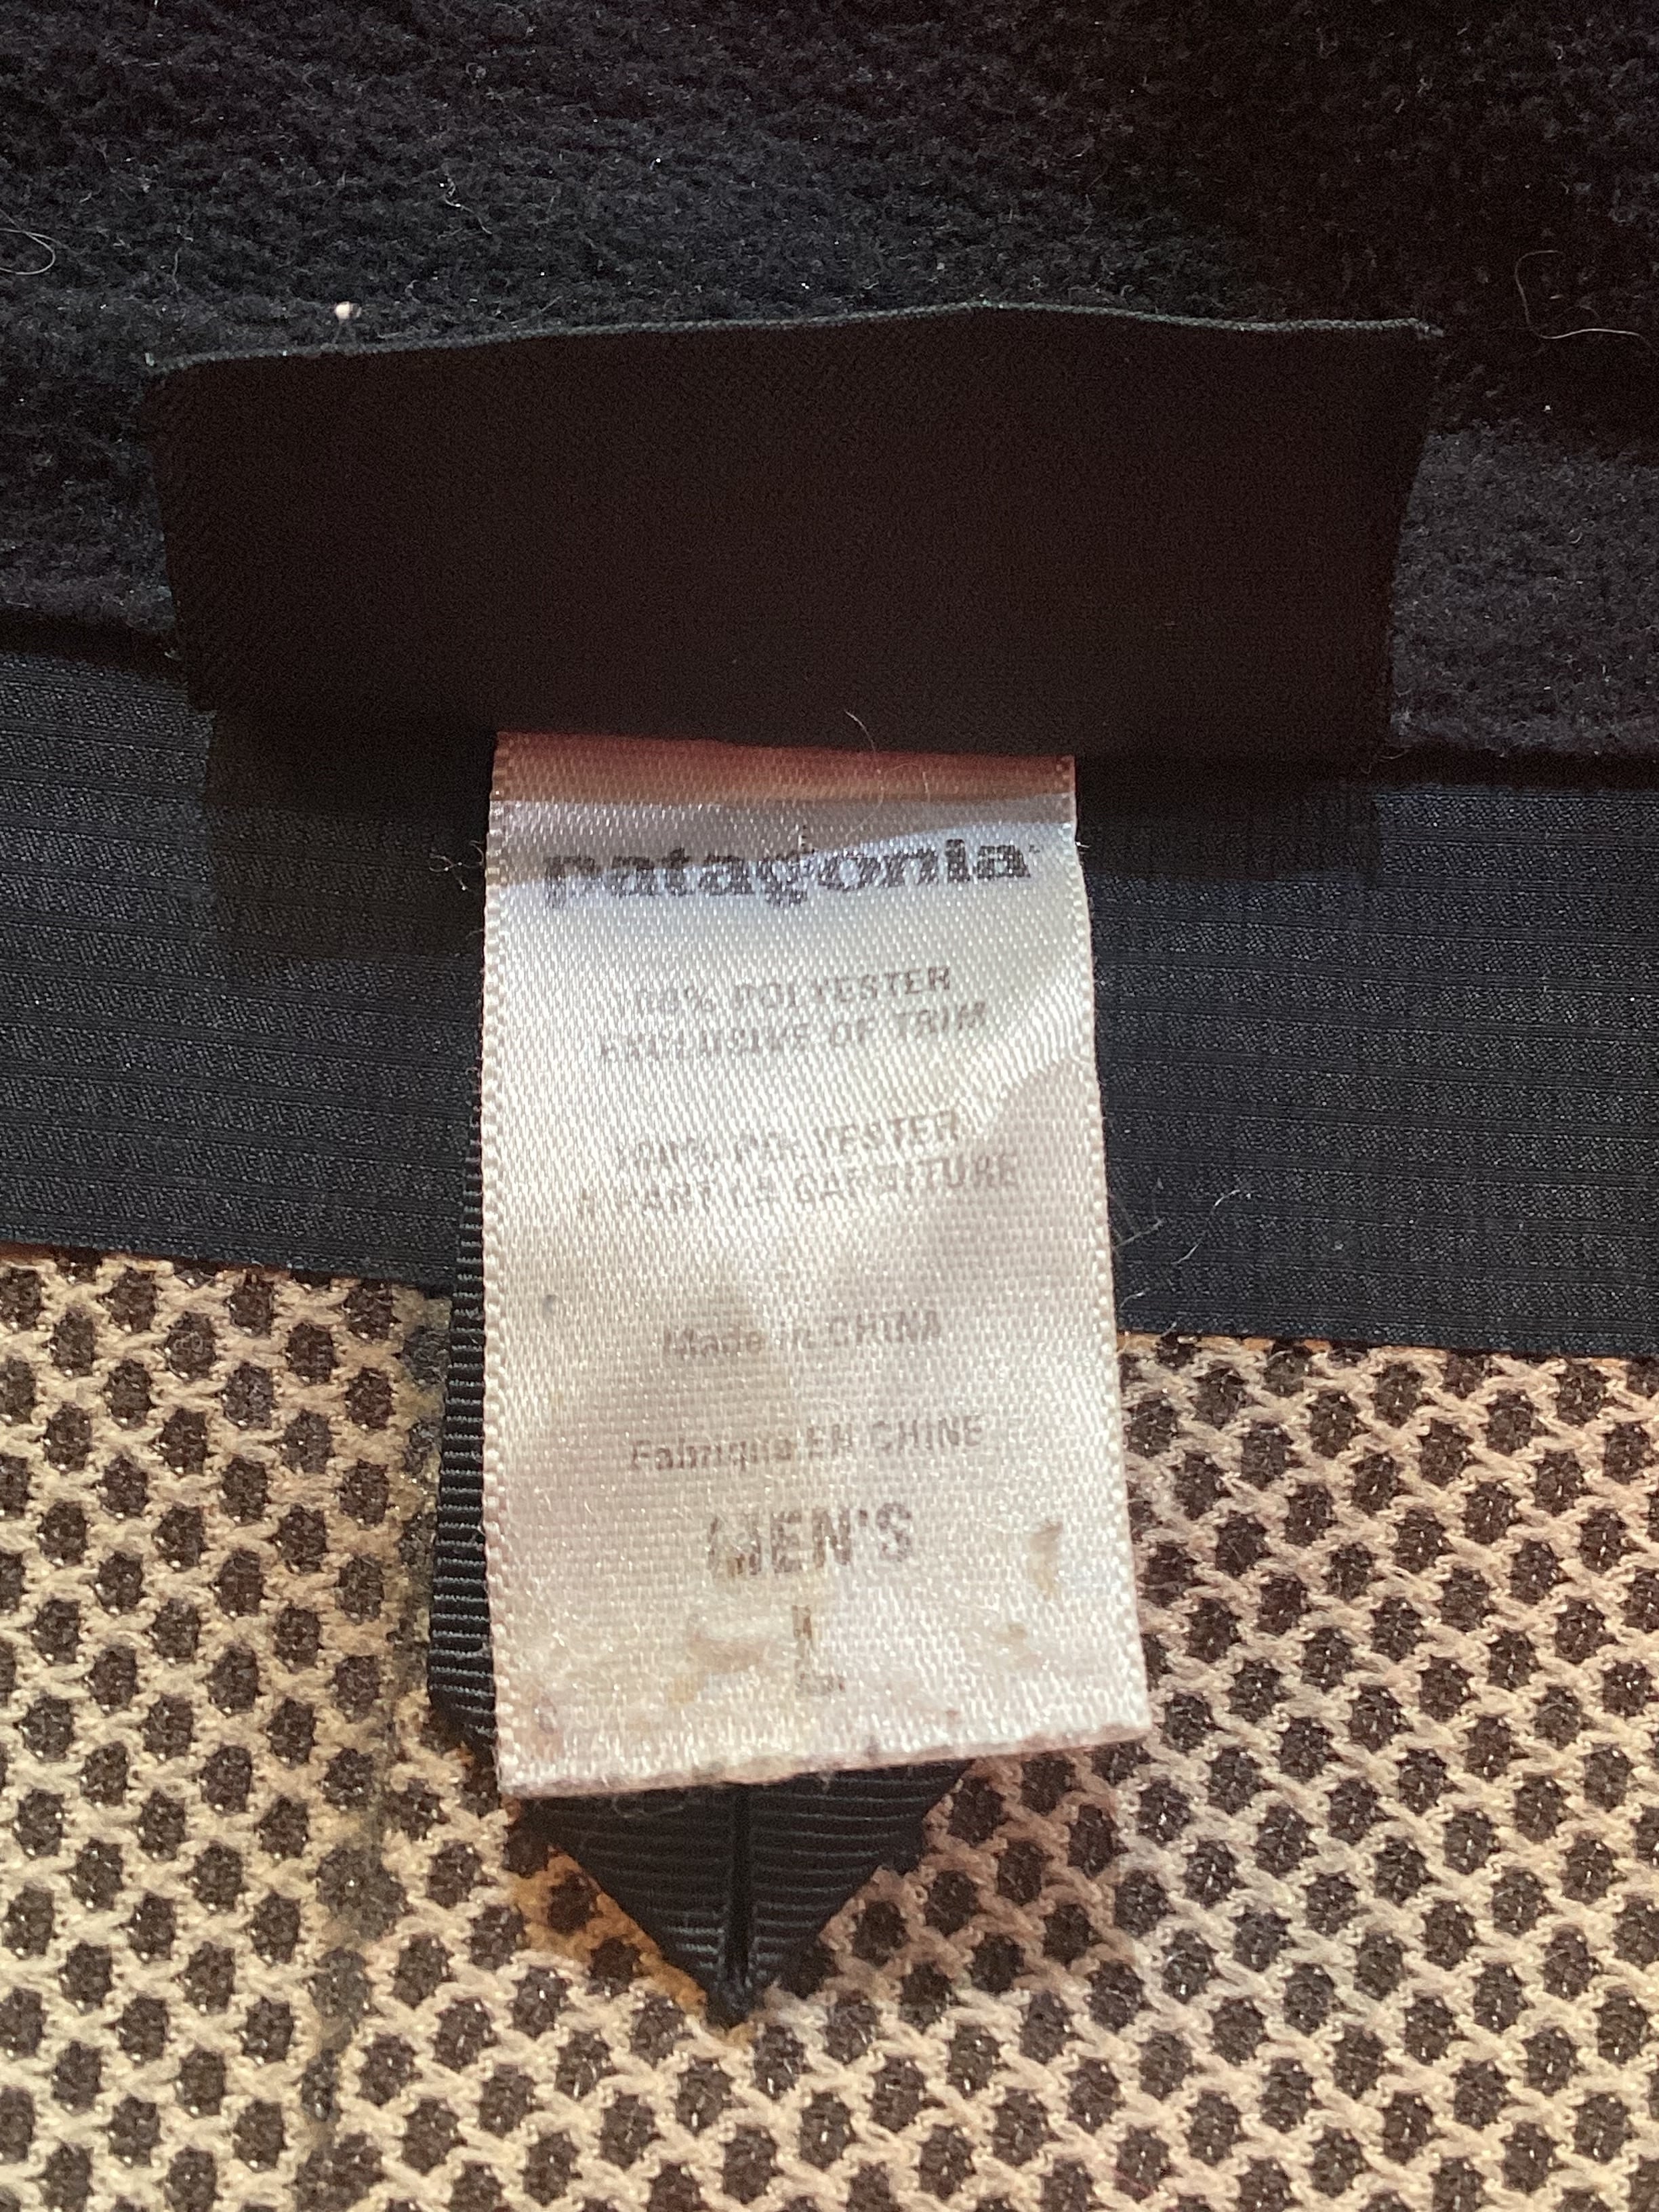 patagonia
100% POLYESTER
EXCLUSIVE OF TRIM
100% POLYESTER
À PART LA GARNITURE
Made in CHINA
Fabriqué EN CHINE
MEN'S
L